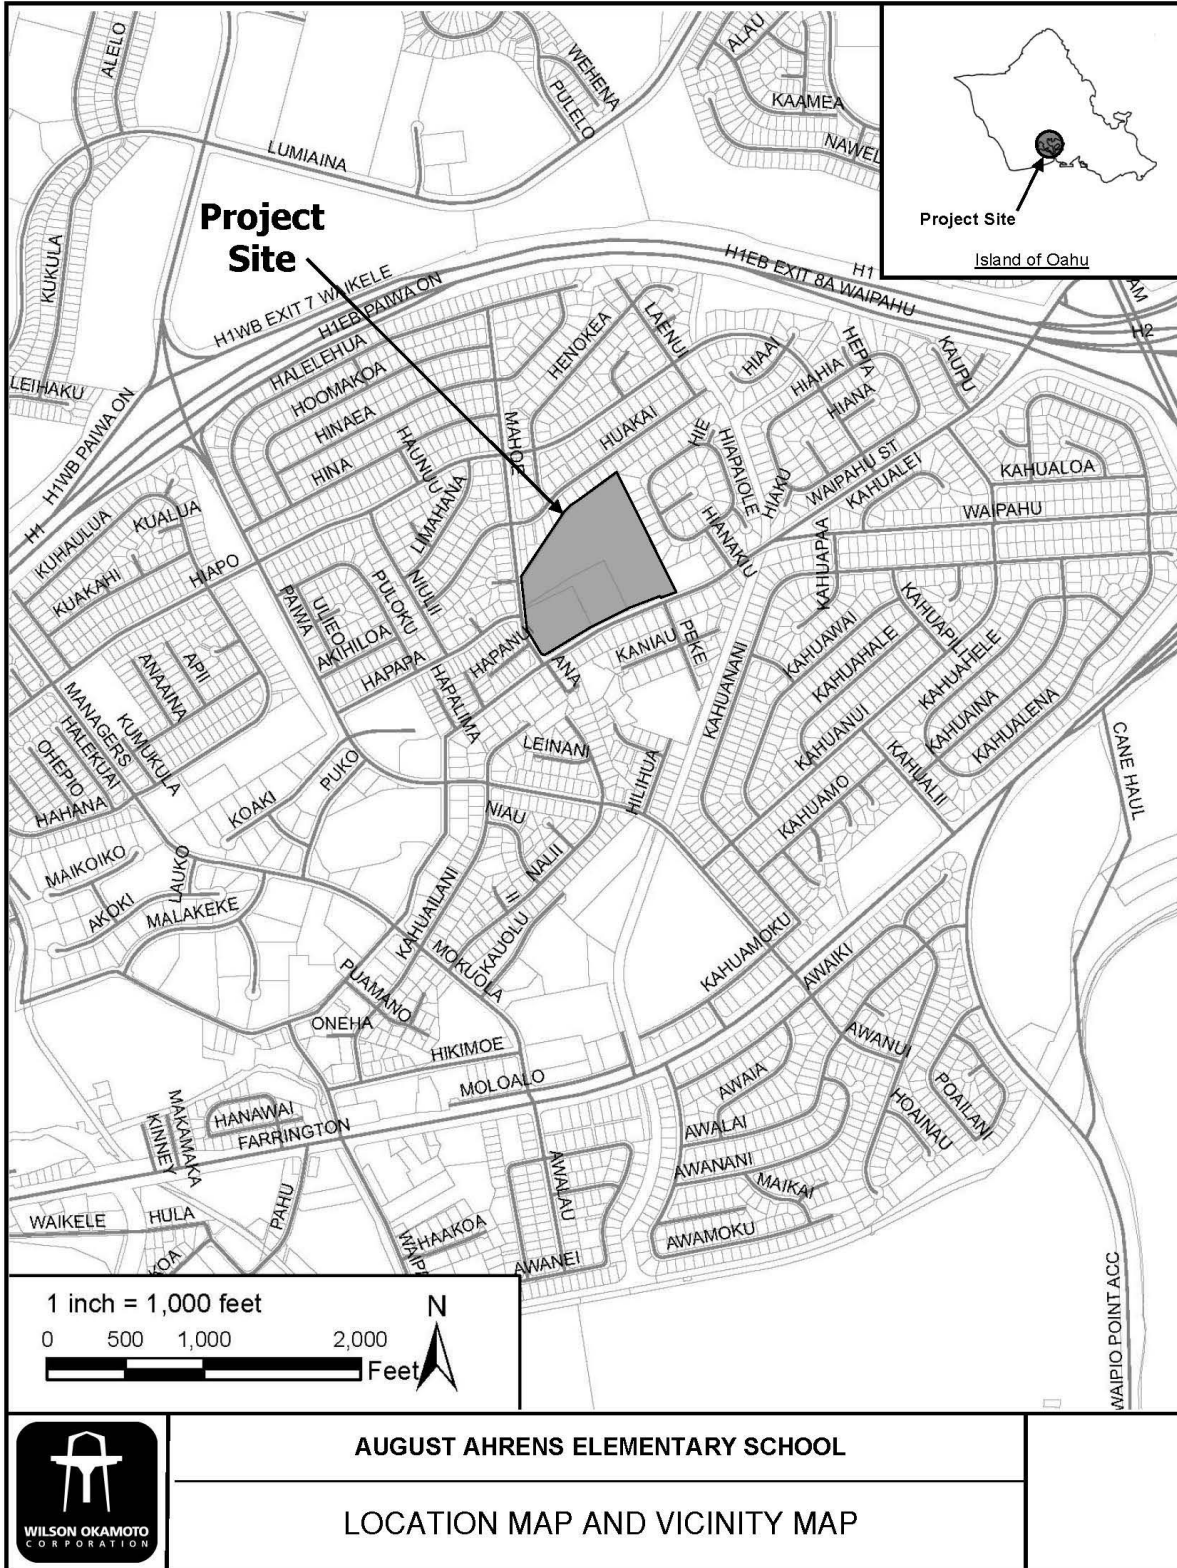 ALELO
WEHENA
PULELO
ALAU
KAAMEA
NAWEL
LUMIAINA
KUKULA
Project
Site
Project Site
Island of Oahu
H1WB EXIT 7 WAIKELE
H1EB PAIWA ON
H1EB EXIT 8A WAIPAHU
H1
AM
H2
LEIHAKU
H1WB PAIWA ON
H1
HALELEHUA
HOOMAKOA
HINAEA
HINA
HAUNUU
LIMAHANA
MAHOE
HENOKEA
LAENUI
HUAKAI
HIAAI
HIAHIA
HEPA
HIANA
KAUPU
HIE
HIAPAIOLE
HIAKU
WAIPAHU ST
KAHUALEI
KAHUALOA
WAIPAHU
HIANAKIU
KAHUAPAA
KUHAULUA
KUALUA
KUAKAHI
HIAPO
PAIWA
ULIEO
AKIHILOA
PULOKU
NIULII
HAPAPA
HAPANUI
HAPALIMA
ANA
KANIAU
PEKE
KAHUANANI
KAHUAWAI
KAHUAHALE
KAHUANUI
KAHUAPILI
KAHUAHELE
KAHUAINA
KAHUALENA
KAHUALII
KAHUAMO
APII
ANAAINA
MANAGERS
KUMUKULA
HALEKUAI
OHEPIO
HAHANA
PUKO
KOAKI
LEINANI
HILIHUA
NIAU
NALII
II
KAUOLU
CANE HAUL
MAIKOIKO
LAUKO
AKOKI
MALAKEKE
KAHUAILANI
MOKUOLA
PUAMANO
ONEHA
HIKIMOE
MOLOALO
KAHUAMOKU
AWAIKI
AWANUI
AWAIA
AWALAI
AWANANI
MAIKAI
AWAMOKU
HOAINAU
POAILANI
HANAWAI
FARRINGTON
MAKAMAKA
KINNEY
PAHU
WAIKELE
HULA
KOA
HAAKOA
AWALAU
AWANEI
WAIPA
WAIPIO POINT ACC
1 inch = 1,000 feet
0 500 1,000 2,000
Feet
N
WILSON OKAMOTO
CORPORATION
AUGUST AHRENS ELEMENTARY SCHOOL
LOCATION MAP AND VICINITY MAP